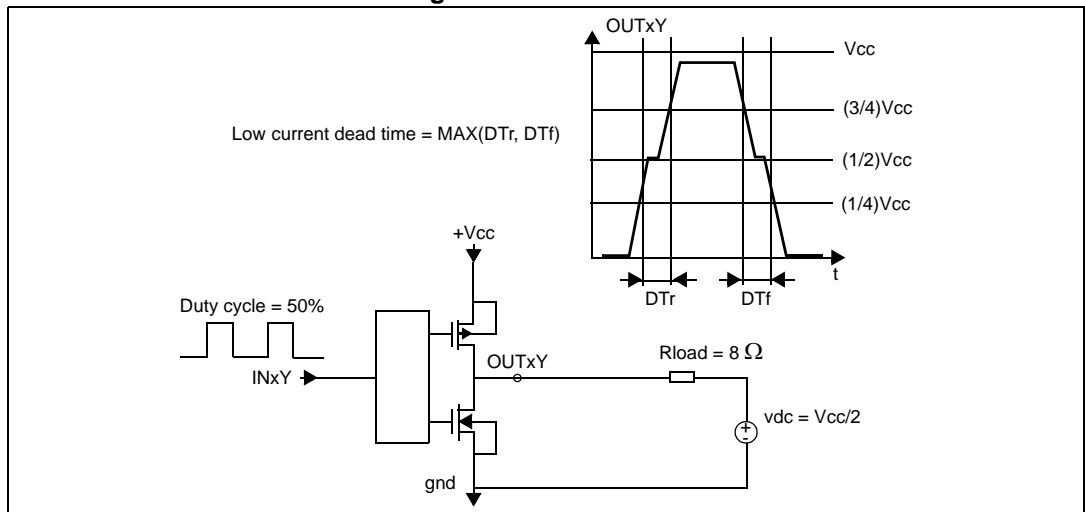 g
OUTxY
Vcc
(3/4)Vcc
Low current dead time = MAX(DTr, DTf)
(1/2)Vcc
(1/4)Vcc
+Vcc
t
DTr
DTf
Duty cycle = 50%
Rload = 8 Ω
OUTxY
INxY
vdc = Vcc/2
+
-
gnd